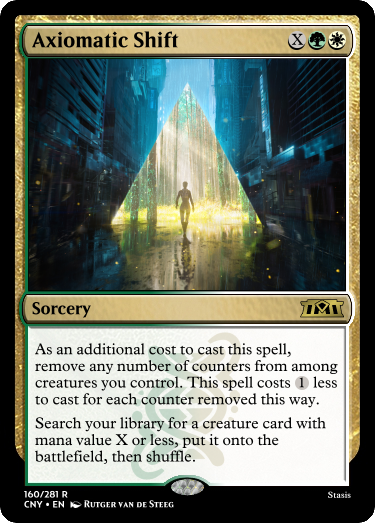 Axiomatic Shift X
Sorcery
As an additional cost to cast this spell,
remove any number of counters from among
creatures you control. This spell costs 1 less
to cast for each counter removed this way.
Search your library for a creature card with
mana value X or less, put it onto the
battlefield, then shuffle.
160/281 R
CNY • EN Rutger van de Steeg
Stasis